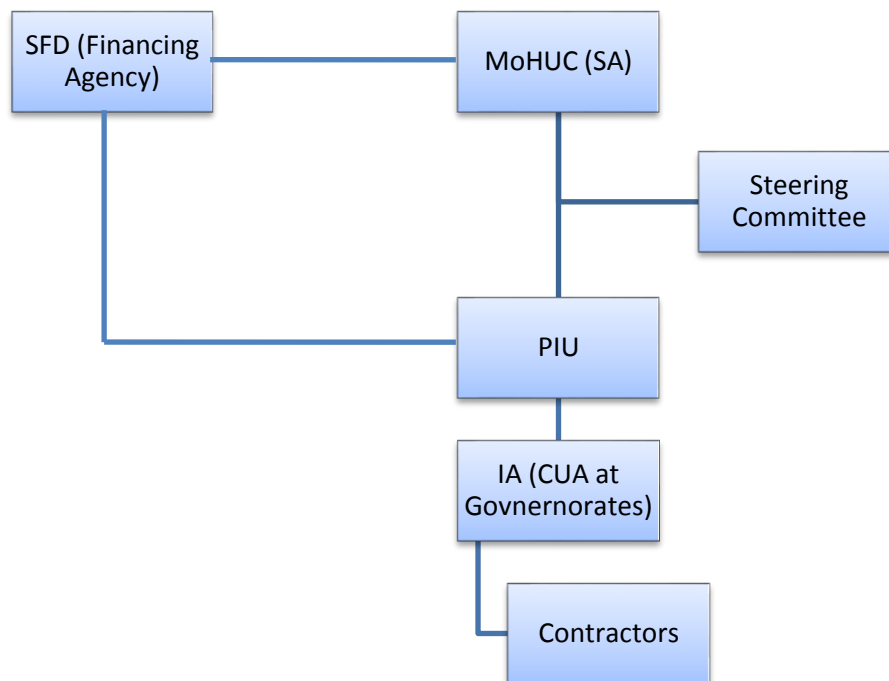 SFD (Financing
Agency)
MoHUC (SA)
Steering
Committee
PIU
IA (CUA at
Govnernorates)
Contractors